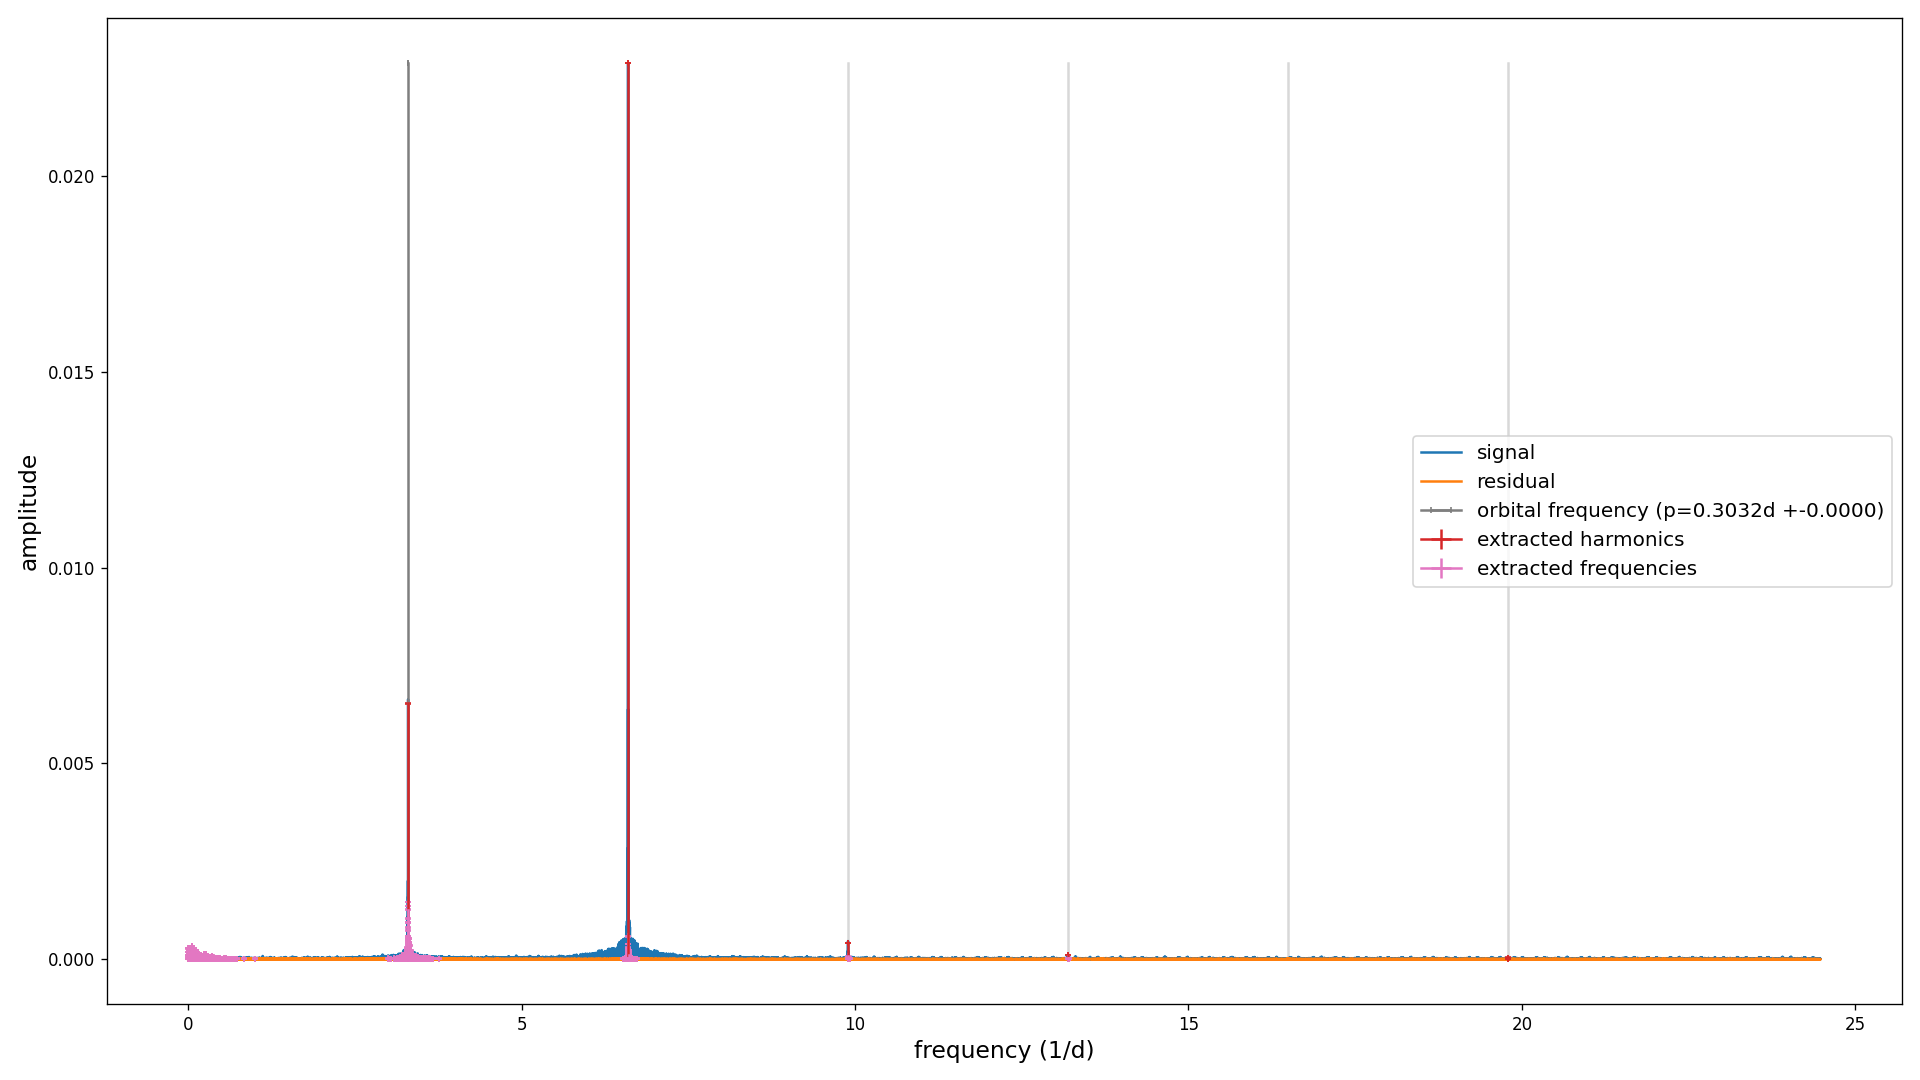 amplitude
0.020
0.015
0.010
0.005
0.000
signal
residual
orbital frequency (p=0.3032d +-0.0000)
extracted harmonics
extracted frequencies
0 5 10 15 20 25
frequency (1/d)